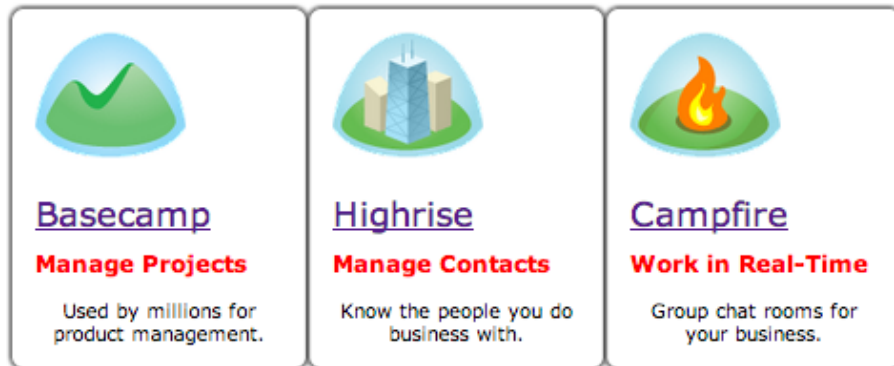 Basecamp
Manage Projects
Used by millions for
product management.
Highrise
Manage Contacts
Know the people you do
business with.
Campfire
Work in Real-Time
Group chat rooms for
your business.